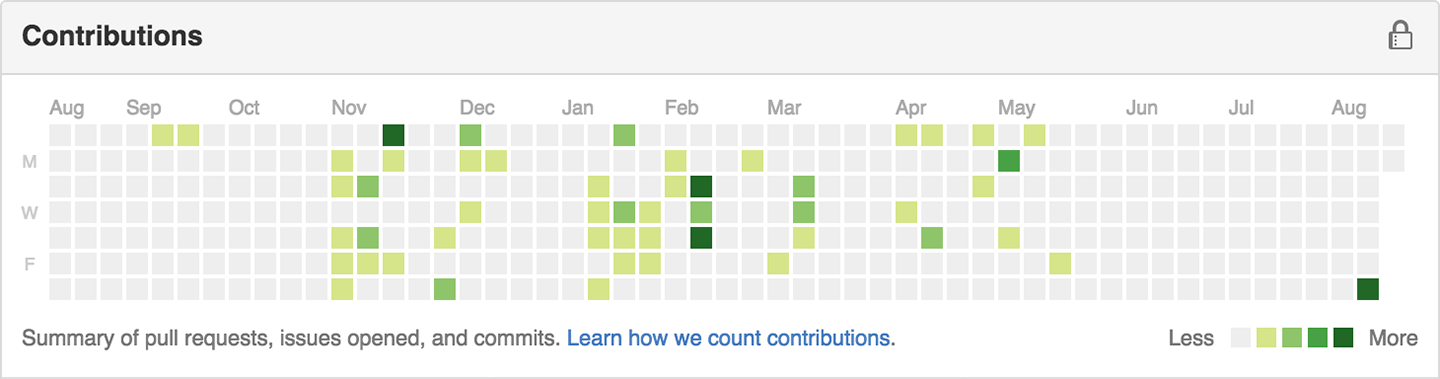 Contributions
Aug Sep Oct Nov Dec Jan Feb Mar Apr May Jun Jul Aug
M
W
F
Summary of pull requests, issues opened, and commits. Learn how we count contributions. Less More